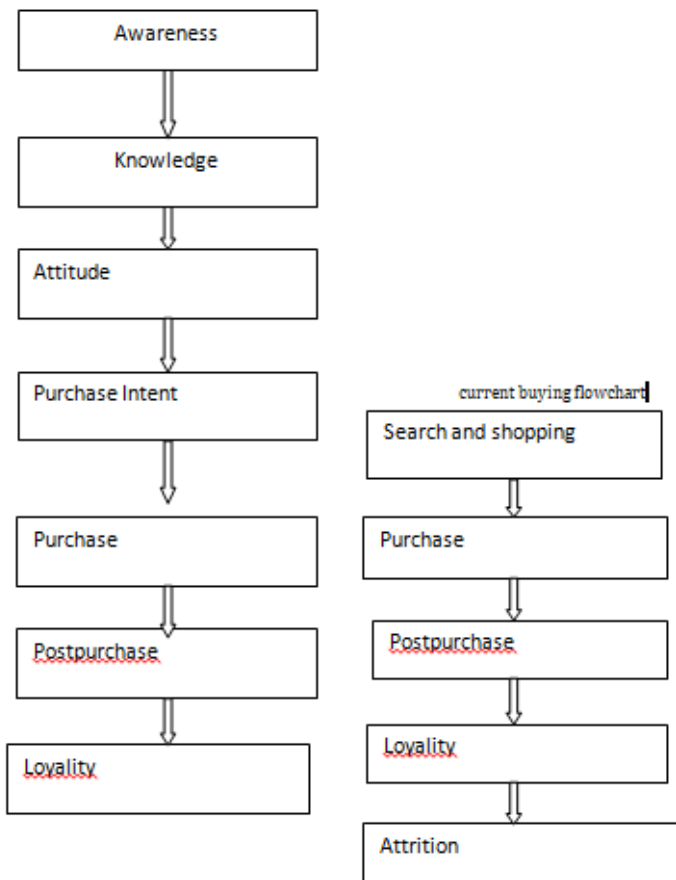 Awareness
Knowledge
Attitude
Purchase Intent
Purchase
Postpurchase
Loyality
current buying flowchart
Search and shopping
Purchase
Postpurchase
Loyality
Attrition